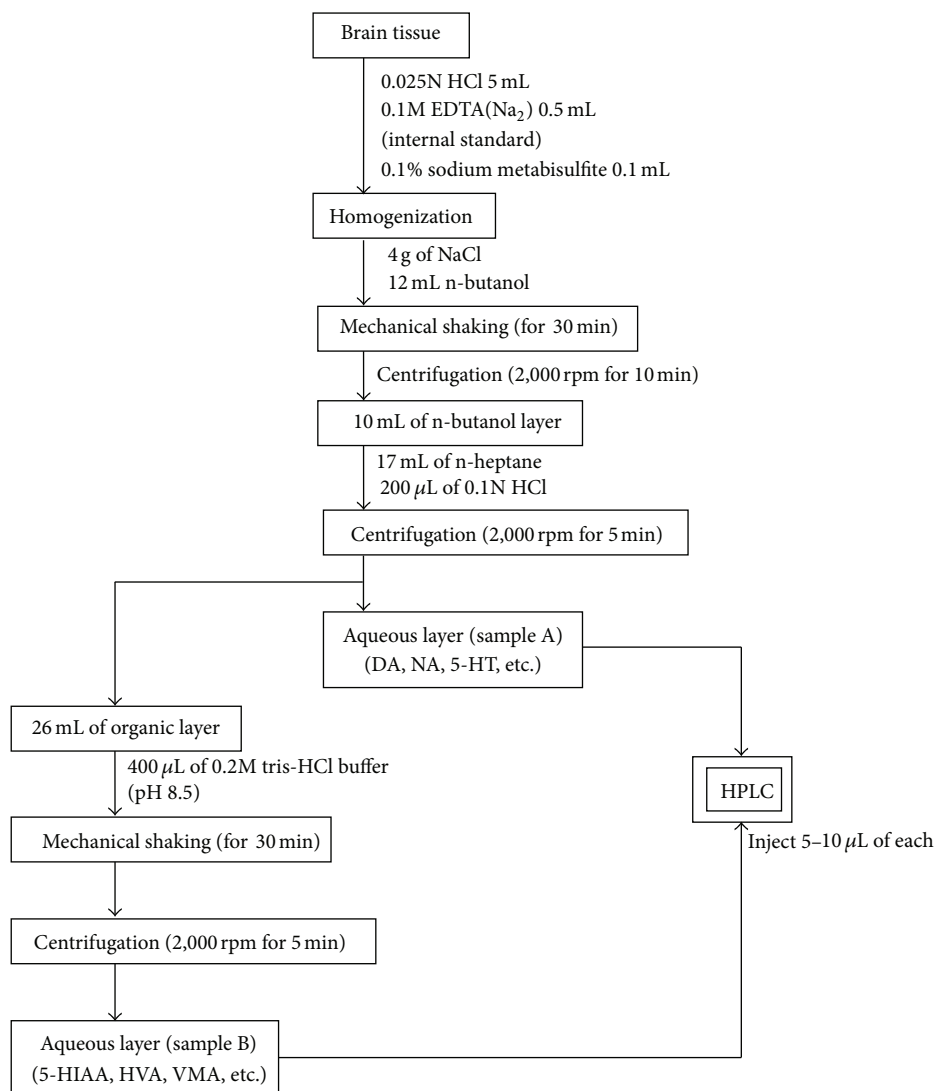 Brain tissue
0.025N HCl 5 mL
0.1M EDTA(Na₂) 0.5 mL
(internal standard)
0.1% sodium metabisulfite 0.1 mL
Homogenization
4 g of NaCl
12 mL n-butanol
Mechanical shaking (for 30 min)
Centrifugation (2,000 rpm for 10 min)
10 mL of n-butanol layer
17 mL of n-heptane
200 μL of 0.1N HCl
Centrifugation (2,000 rpm for 5 min)
Aqueous layer (sample A)
(DA, NA, 5-HT, etc.)
26 mL of organic layer
400 μL of 0.2M tris-HCl buffer
(pH 8.5)
HPLC
Mechanical shaking (for 30 min)
Inject 5–10 μL of each
Centrifugation (2,000 rpm for 5 min)
Aqueous layer (sample B)
(5-HIAA, HVA, VMA, etc.)